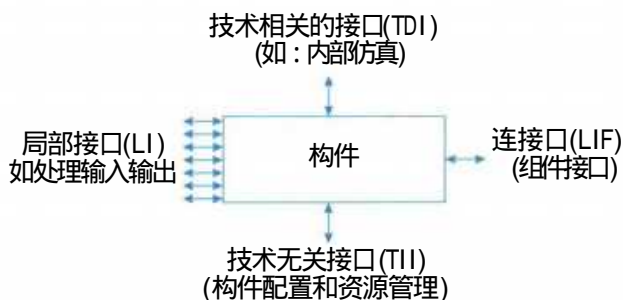 技术相关的接口(TDI)
(如：内部仿真)
局部接口(LI)
如处理输入输出
构件
连接口(LIF)
(组件接口)
技术无关接口(TII)
(构件配置和资源管理)